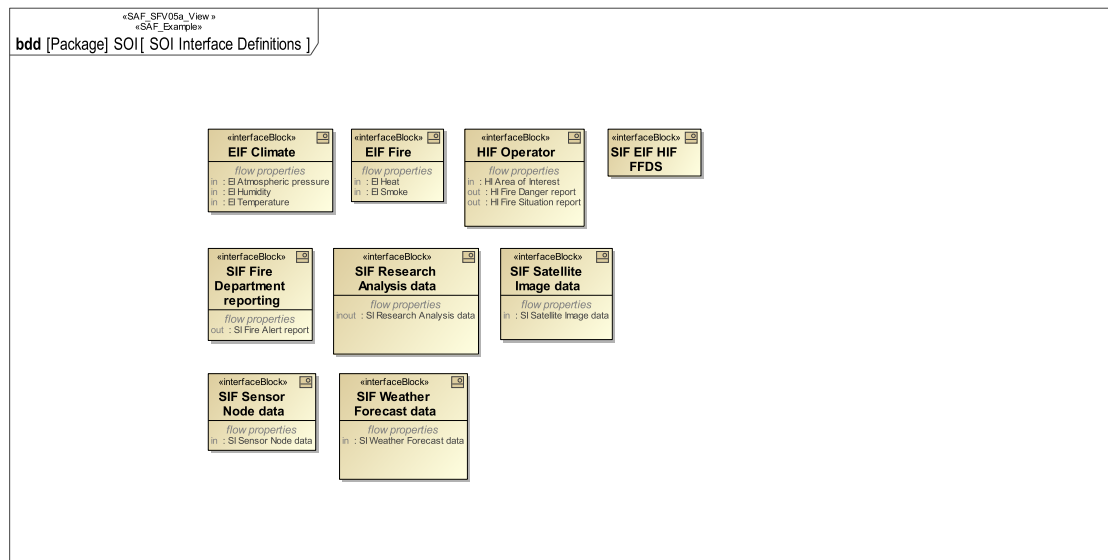 «SAF_SFV05a_View»
«SAF_Example»
bdd [Package] SOI[ SOI Interface Definitions ]
«interfaceBlock»
EIF Climate
flow properties
in : EI Atmospheric pressure
in : EI Humidity
in : EI Temperature
«interfaceBlock»
EIF Fire
flow properties
in : EI Heat
in : EI Smoke
«interfaceBlock»
HIF Operator
flow properties
in : HI Area of Interest
out : HI Fire Danger report
out : HI Fire Situation report
«interfaceBlock»
SIF EIF HIF
FFDS
«interfaceBlock»
SIF Fire
Department
reporting
flow properties
out : SI Fire Alert report
«interfaceBlock»
SIF Research
Analysis data
flow properties
inout : SI Research Analysis data
«interfaceBlock»
SIF Satellite
Image data
flow properties
in : SI Satellite Image data
«interfaceBlock»
SIF Sensor
Node data
flow properties
in : SI Sensor Node data
«interfaceBlock»
SIF Weather
Forecast data
flow properties
in : SI Weather Forecast data